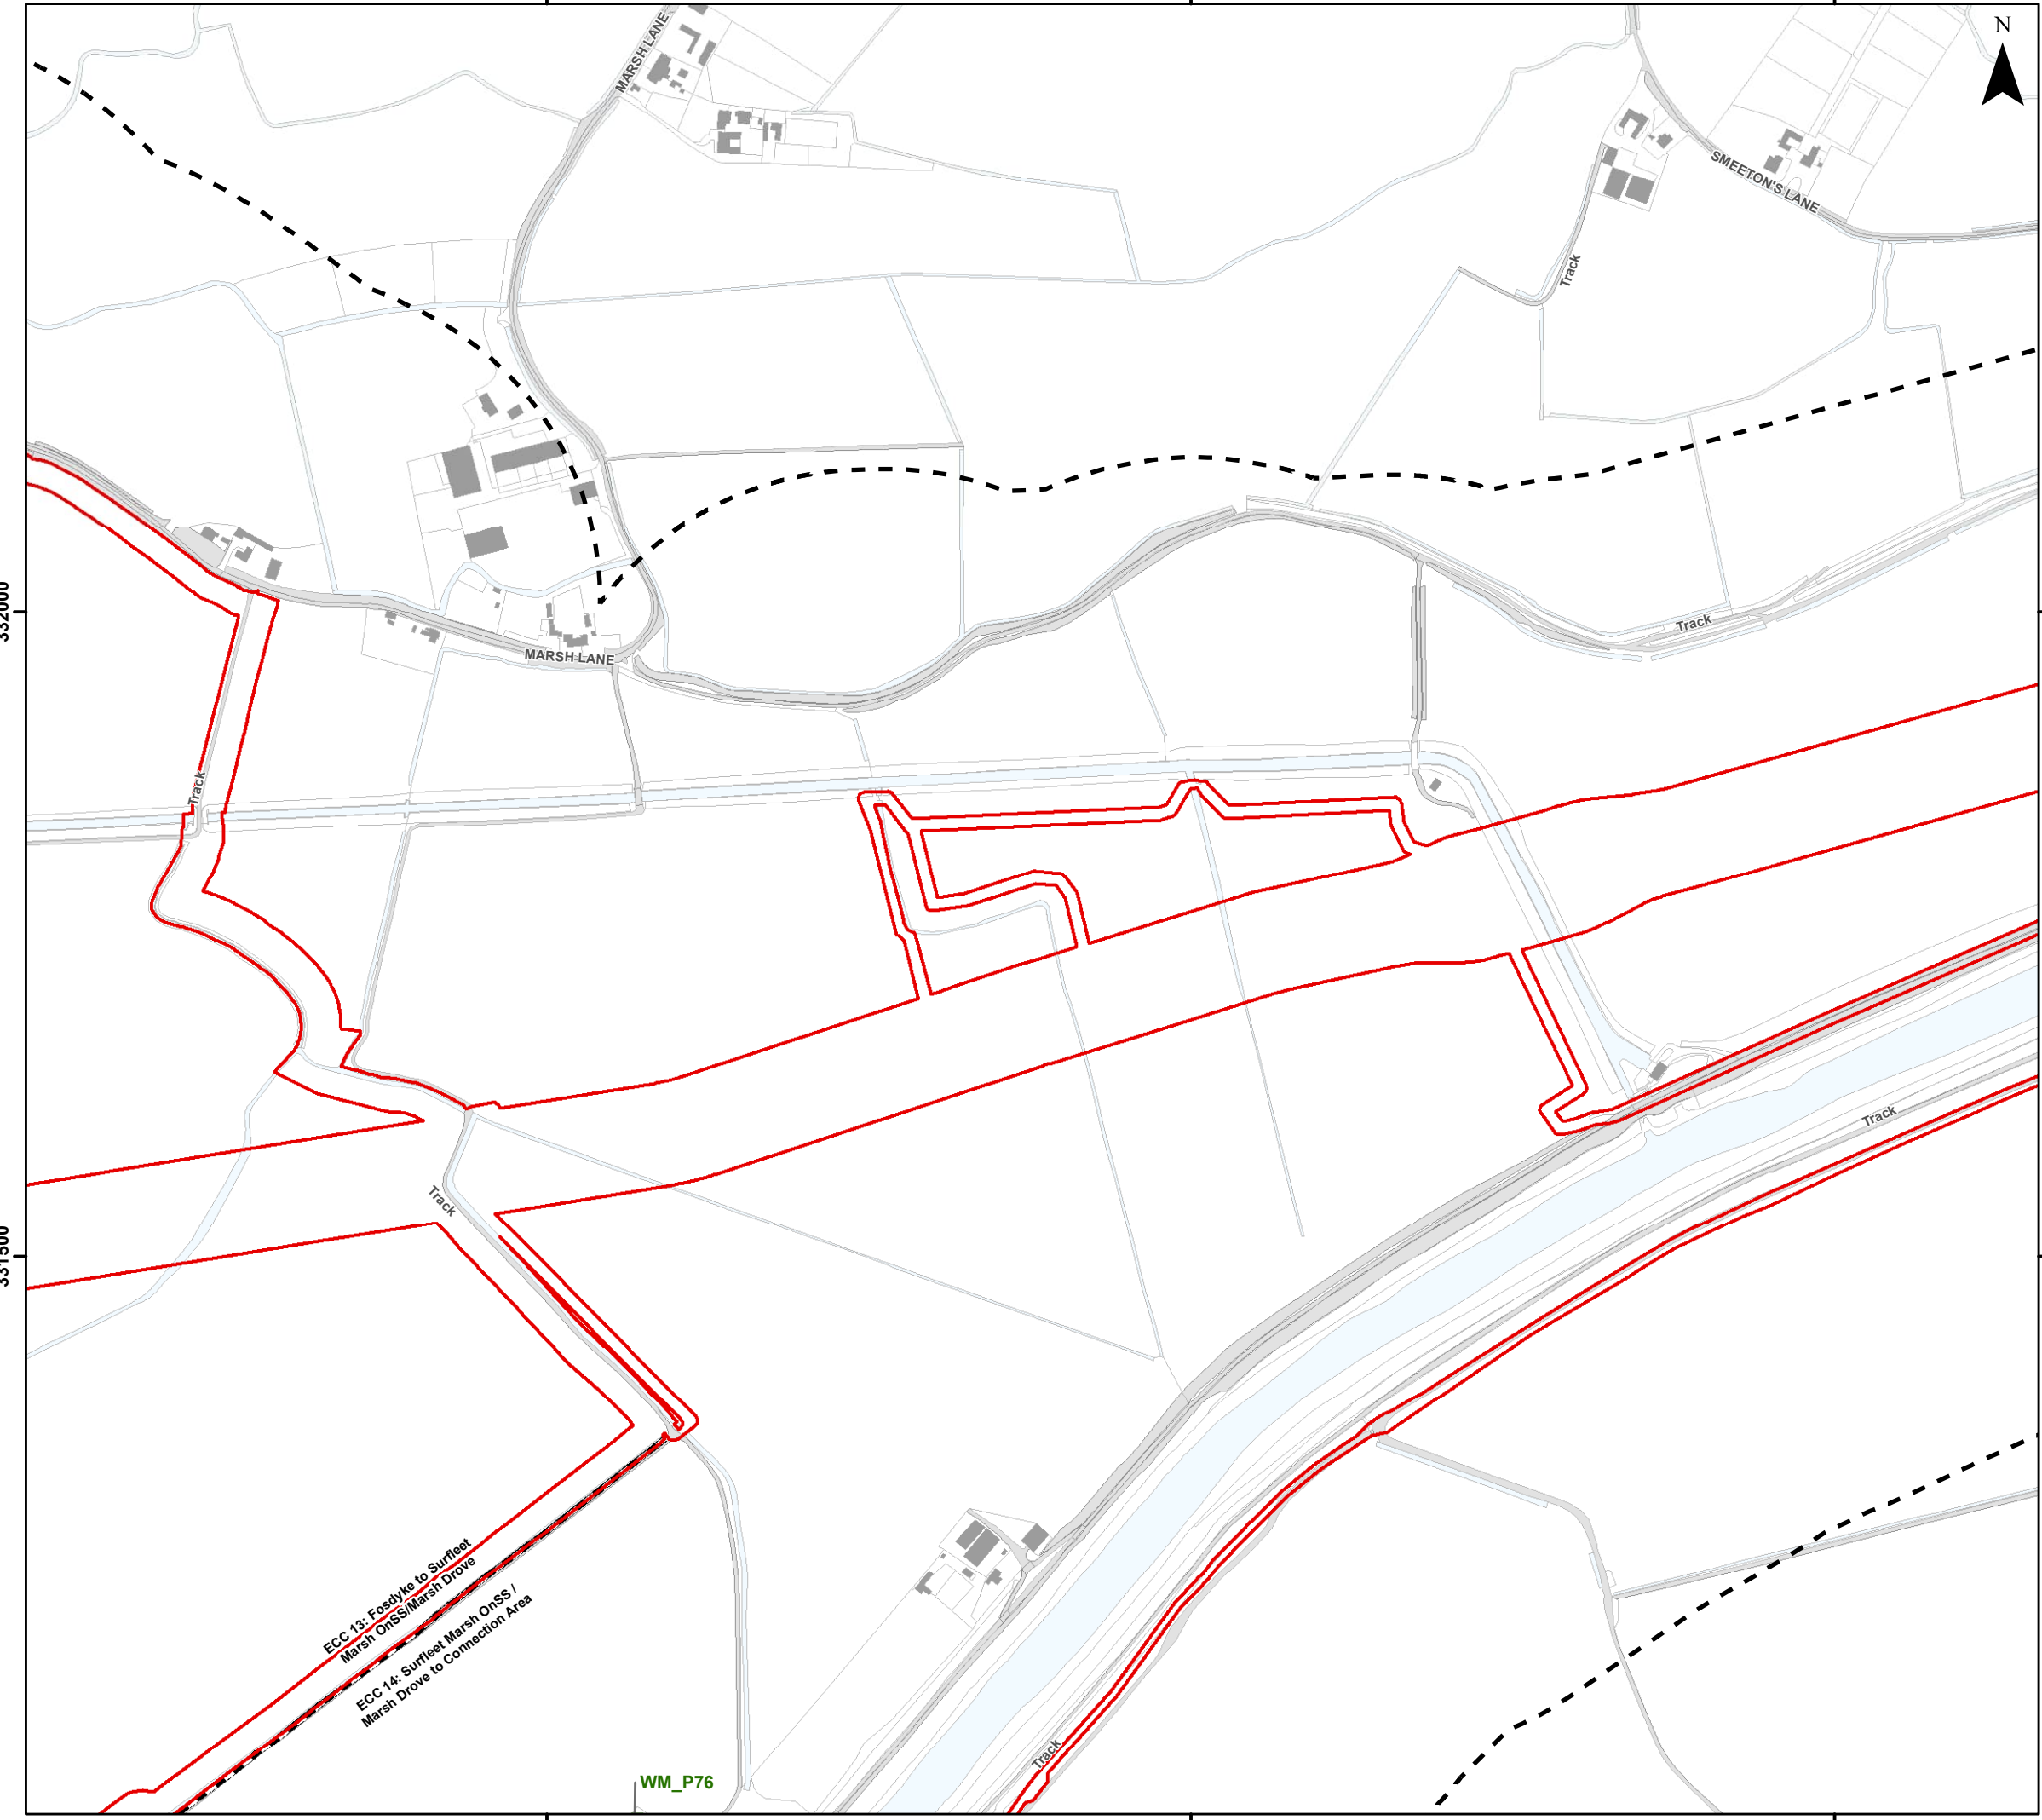 MARSH LANE
N
SMEETON'S LANE
Track
332000
MARSH LANE
Track
Track
Track
Track
331500
ECC 13: Fosdyke to Surfleet
Marsh OnSS/Marsh Drove
ECC 14: Surfleet Marsh OnSS /
Marsh Drove to Connection Area
Track
WM_P76